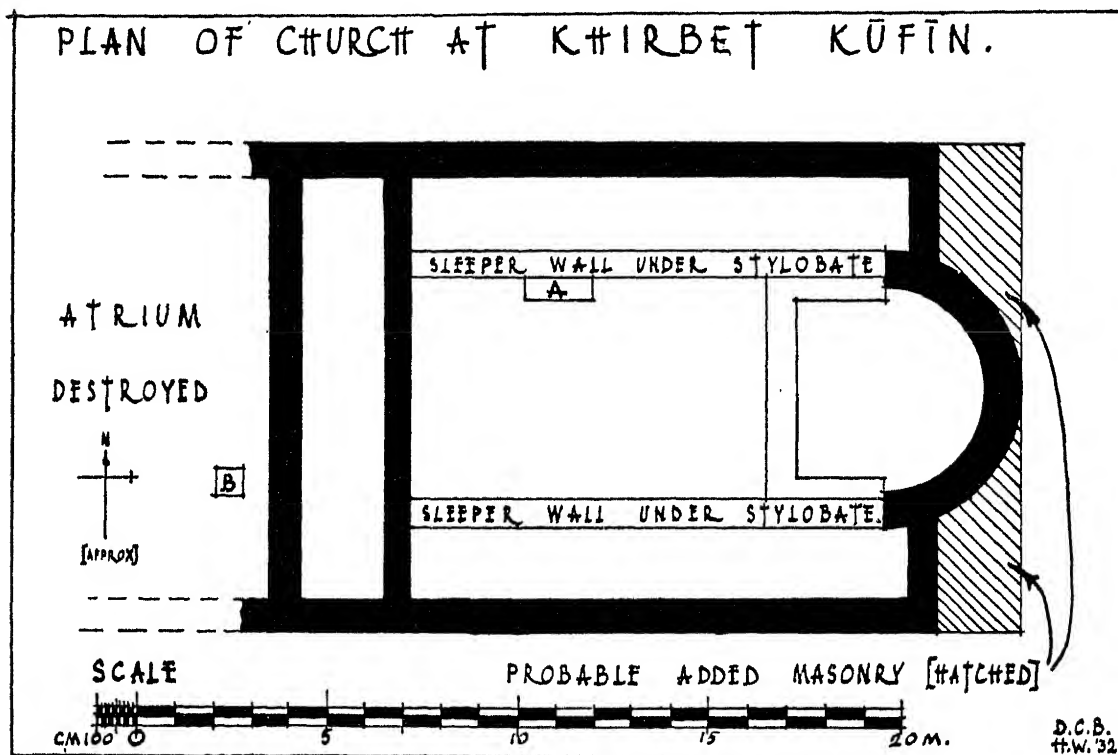 PLAN OF CHURCH AT KHIRBET KŪFĪN.
SLEEPER WALL UNDER STYLOBATE
A
ATRIUM
DESTROYED
N
B
[APPROX]
SLEEPER WALL UNDER STYLOBATE.
SCALE
PROBABLE ADDED MASONRY [HATCHED]
CM100 0 5 10 15 20 M.
D.C.B.